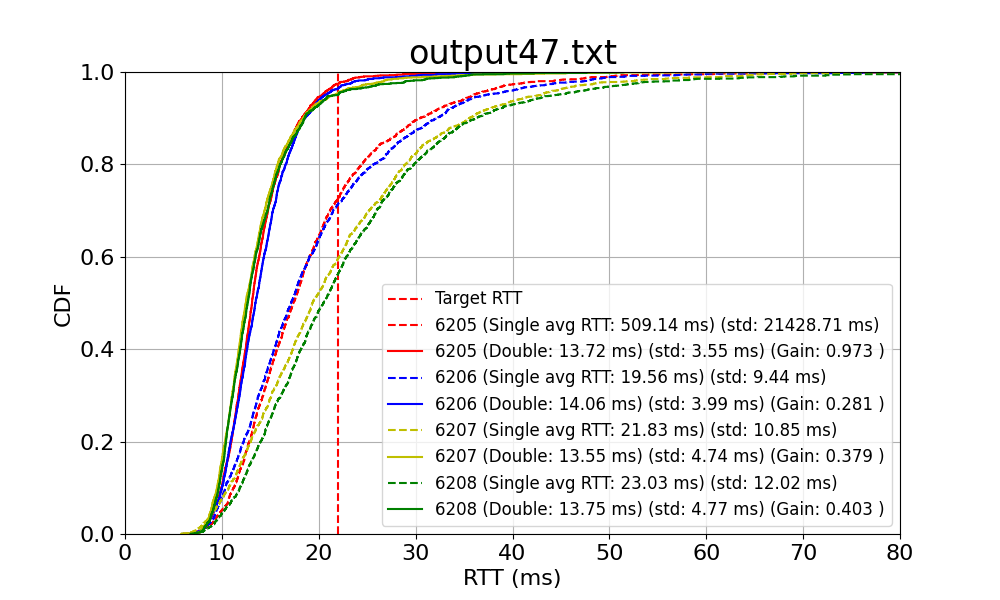 output47.txt
1.0
0.8
0.6
0.4
0.2
0.0
CDF
Target RTT
6205 (Single avg RTT: 509.14 ms) (std: 21428.71 ms)
6205 (Double: 13.72 ms) (std: 3.55 ms) (Gain: 0.973 )
6206 (Single avg RTT: 19.56 ms) (std: 9.44 ms)
6206 (Double: 14.06 ms) (std: 3.99 ms) (Gain: 0.281 )
6207 (Single avg RTT: 21.83 ms) (std: 10.85 ms)
6207 (Double: 13.55 ms) (std: 4.74 ms) (Gain: 0.379 )
6208 (Single avg RTT: 23.03 ms) (std: 12.02 ms)
6208 (Double: 13.75 ms) (std: 4.77 ms) (Gain: 0.403 )
0 10 20 30 40 50 60 70 80
RTT (ms)